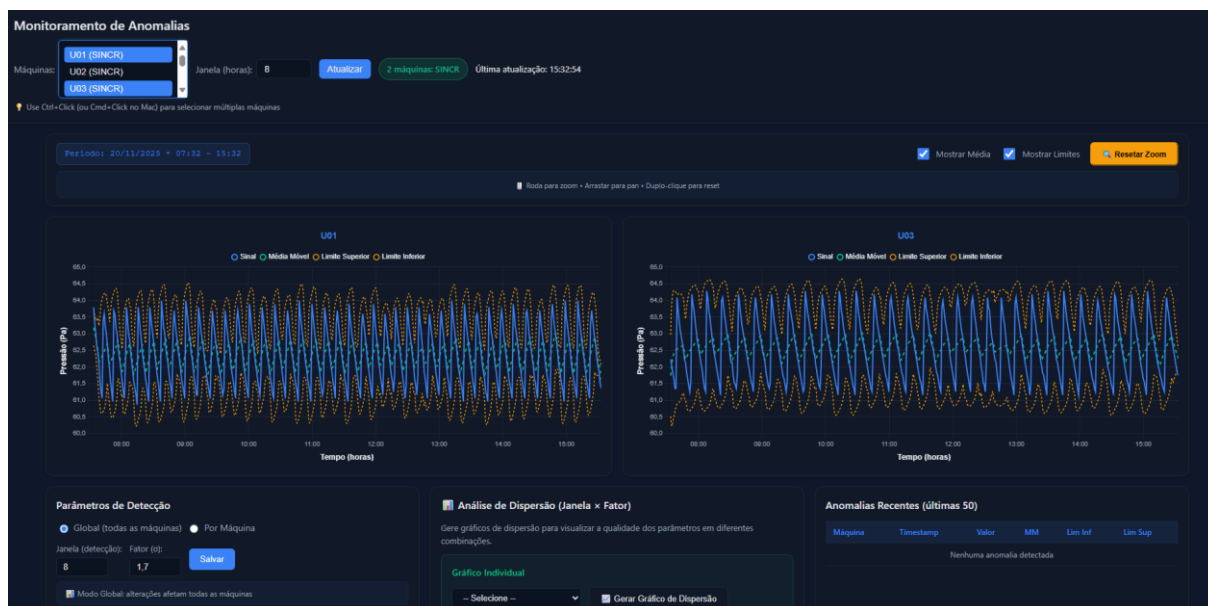 Monitoramento de Anomalias
Máquinas:
U01 (SINCR)
U02 (SINCR)
U03 (SINCR)
Janela (horas): 8 Atualizar 2 máquinas: SINCR Última atualização: 15:32:54
Use Ctrl+Click (ou Cmd+Click no Mac) para selecionar múltiplas máquinas
Período: 20/11/2025 • 07:32 – 15:32
Mostrar Média Mostrar Limites Resetar Zoom
Roda para zoom • Arrastar para pan • Duplo-clique para reset
U01
Sinal Média Móvel Limite Superior Limite Inferior
Pressão (Pa)
65,0
64,5
64,0
63,5
63,0
62,5
62,0
61,5
61,0
60,5
60,0
08:00 09:00 10:00 11:00 12:00 13:00 14:00 15:00
Tempo (horas)
U03
Sinal Média Móvel Limite Superior Limite Inferior
Pressão (Pa)
65,0
64,5
64,0
63,5
63,0
62,5
62,0
61,5
61,0
60,5
60,0
08:00 09:00 10:00 11:00 12:00 13:00 14:00 15:00
Tempo (horas)
Parâmetros de Detecção
Global (todas as máquinas) Por Máquina
Janela (detecção): Fator (σ):
8 1,7 Salvar
Modo Global: alterações afetam todas as máquinas
Análise de Dispersão (Janela × Fator)
Gere gráficos de dispersão para visualizar a qualidade dos parâmetros em diferentes
combinações.
Gráfico Individual
-- Selecione -- Gerar Gráfico de Dispersão
Anomalias Recentes (últimas 50)
Máquina Timestamp Valor MM Lim Inf Lim Sup
Nenhuma anomalia detectada